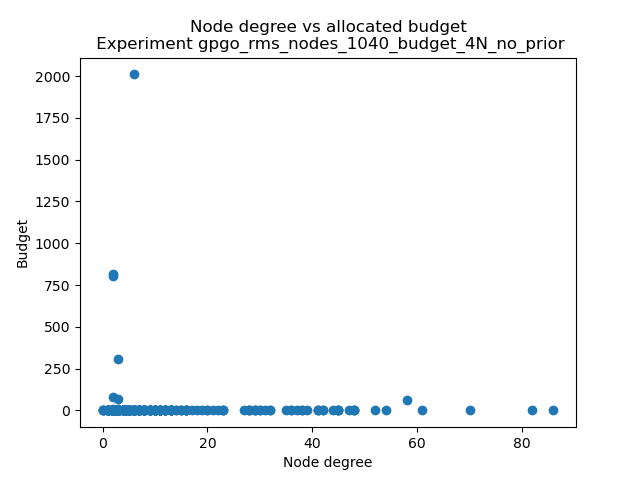 Node degree vs allocated budget
Experiment gpgo_rms_nodes_1040_budget_4N_no_prior
2000
1750
1500
1250
1000
750
500
250
0
Budget
0 20 40 60 80
Node degree